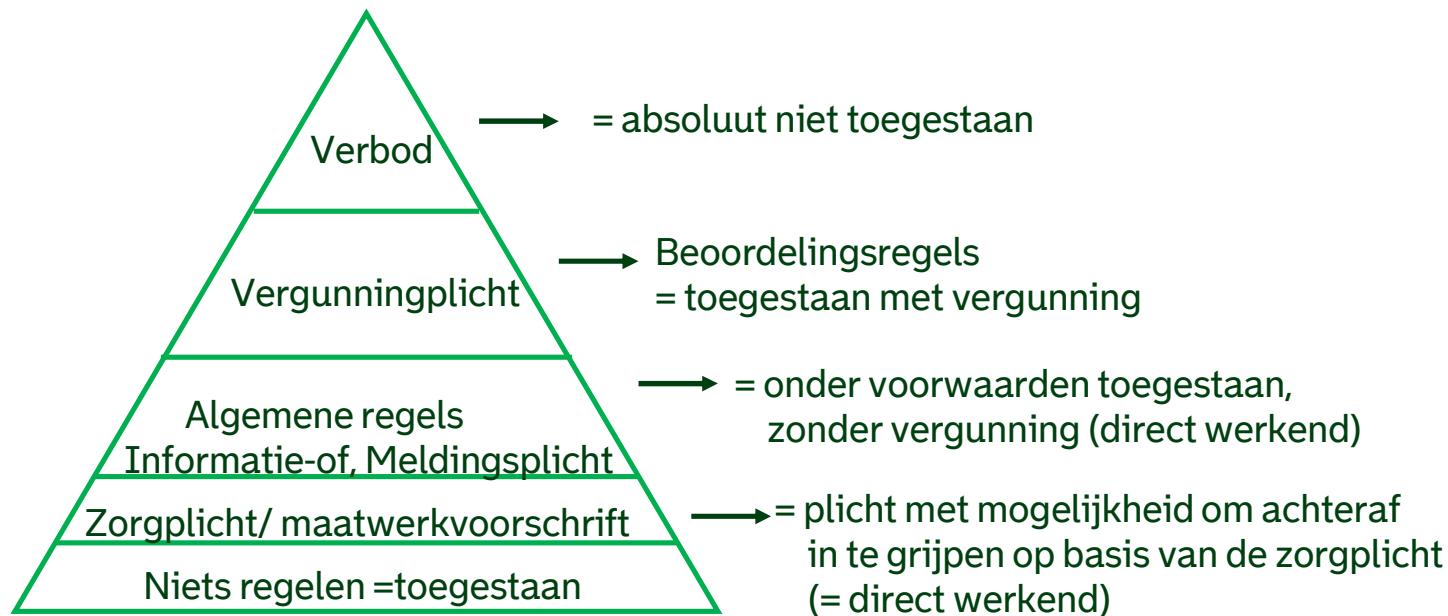 Verbod
= absoluut niet toegestaan
Vergunningplicht
Beoordelingsregels
= toegestaan met vergunning
Algemene regels
Informatie-of, Meldingsplicht
= onder voorwaarden toegestaan,
zonder vergunning (direct werkend)
Zorgplicht/ maatwerkvoorschrift
= plicht met mogelijkheid om achteraf
in te grijpen op basis van de zorgplicht
(= direct werkend)
Niets regelen =toegestaan